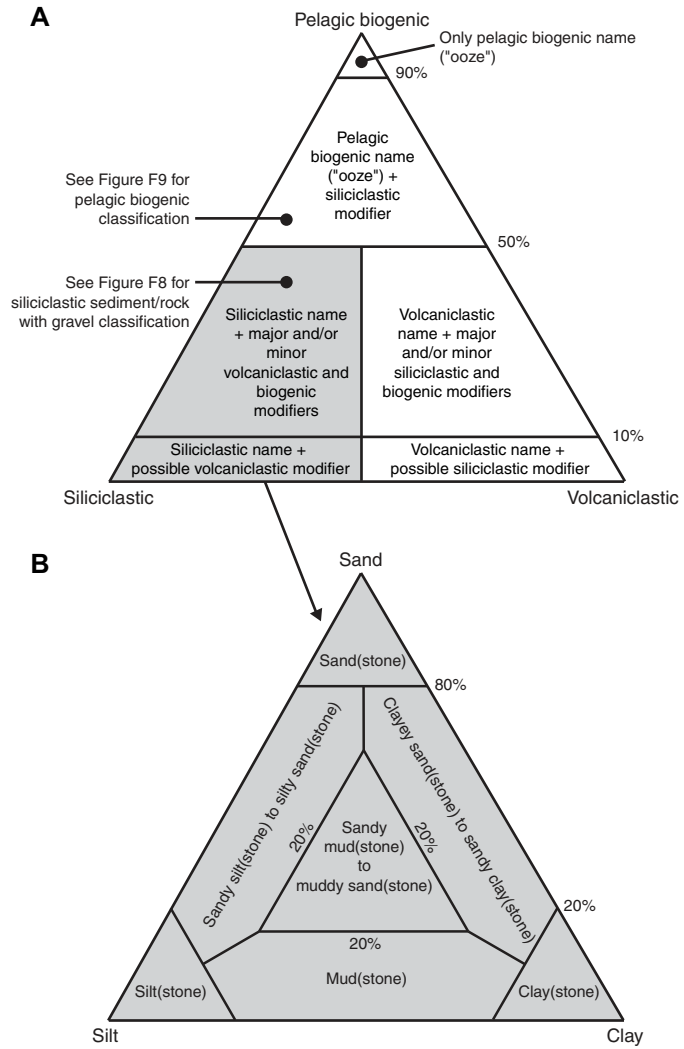 A
Pelagic biogenic
Only pelagic biogenic name
("ooze")
90%
Pelagic
biogenic name
("ooze") +
siliciclastic
modifier
See Figure F9 for
pelagic biogenic
classification
50%
See Figure F8 for
siliciclastic sediment/rock
with gravel classification
Siliciclastic name
+ major and/or
minor
volcaniclastic and
biogenic
modifiers
Volcaniclastic
name + major
and/or minor
siliciclastic and
biogenic modifiers
10%
Siliciclastic name +
possible volcaniclastic modifier
Volcaniclastic name +
possible siliciclastic modifier
Siliciclastic
Volcaniclastic
B
Sand
Sand(stone)
80%
Sandy silt(stone) to silty sand(stone)
Clayey sand(stone) to sandy clay(stone)
20%
20%
Sandy
mud(stone)
to
muddy sand(stone)
20%
20%
Mud(stone)
Silt(stone)
Clay(stone)
Silt
Clay